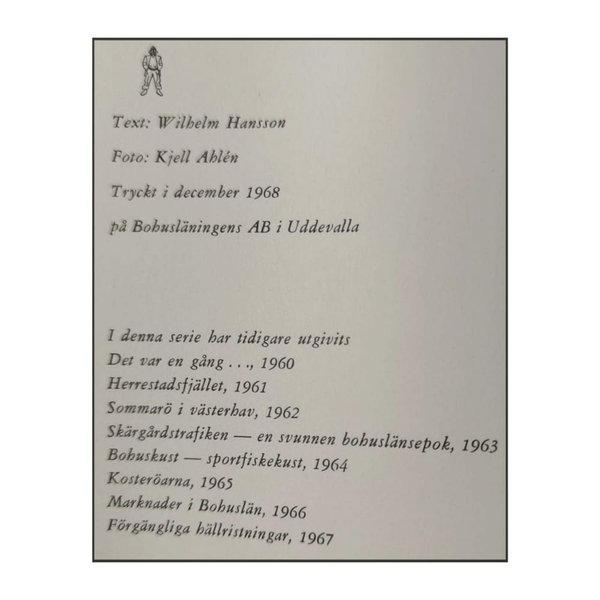 Text: Wilhelm Hansson
Foto: Kjell Ahlén
Tryckt i december 1968
på Bohusläningens AB i Uddevalla
I denna serie har tidigare utgivits
Det var en gång . . ., 1960
Herrestadsfjället, 1961
Sommarö i västerhav, 1962
Skärgårdstrafiken — en svunnen bohuslänsepok, 1963
Bohuskust — sportfiskekust, 1964
Kosteröarna, 1965
Marknader i Bohuslän, 1966
Förgängliga hällristningar, 1967